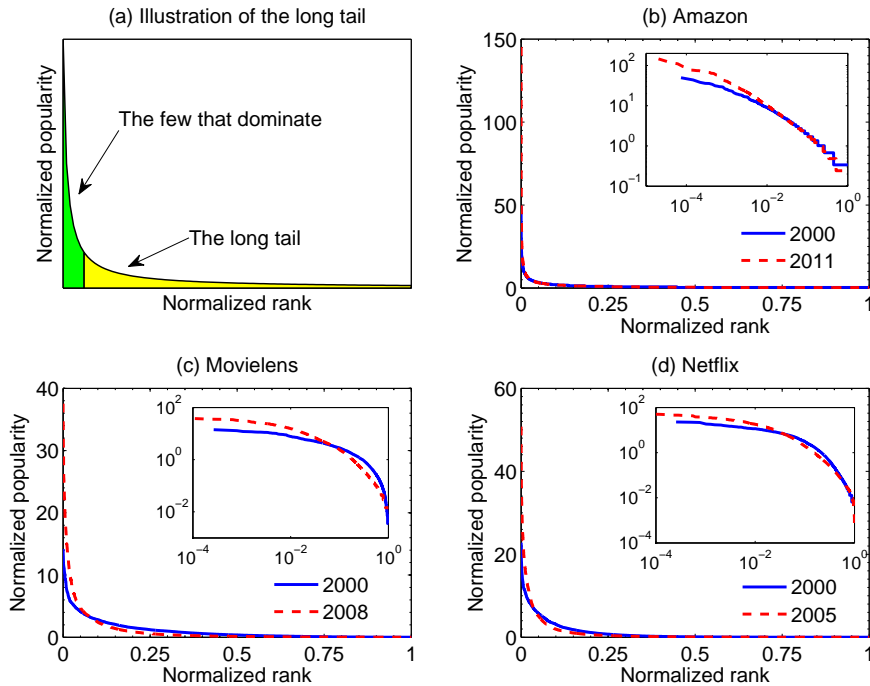 (a) Illustration of the long tail
Normalized popularity
The few that dominate
The long tail
Normalized rank
(b) Amazon
Normalized popularity
150
100
50
0
0 0.25 0.5 0.75 1
Normalized rank
10^2
10^1
10^0
10^-1
10^-4 10^-2 10^0
2000
2011
(c) Movielens
Normalized popularity
40
30
20
10
0
0 0.25 0.5 0.75 1
Normalized rank
10^2
10^0
10^-2
10^-4 10^-2 10^0
2000
2008
(d) Netflix
Normalized popularity
60
40
20
0
0 0.25 0.5 0.75 1
Normalized rank
10^2
10^0
10^-2
10^-4
10^-4 10^-2 10^0
2000
2005